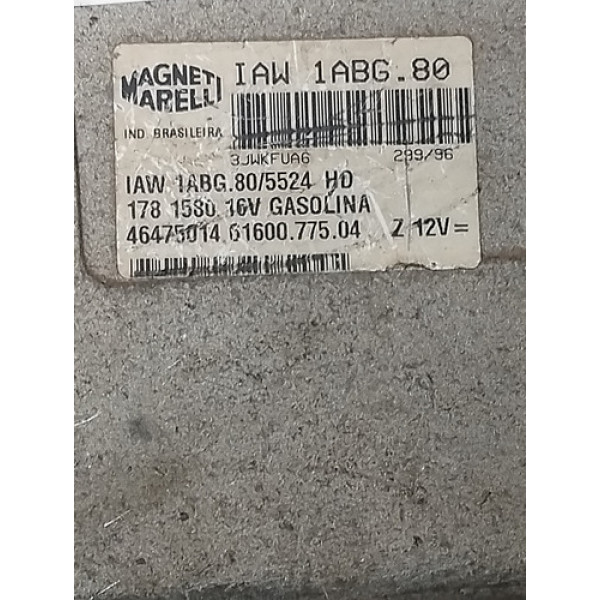 MAGNETI
MARELLI
IAW 1ABG.80
IND. BRASILEIRA
3JWKFUA6 299/96
IAW 1ABG.80/5524 HD
178 1580 16V GASOLINA
46475014 61600.775.04 Z 12V=